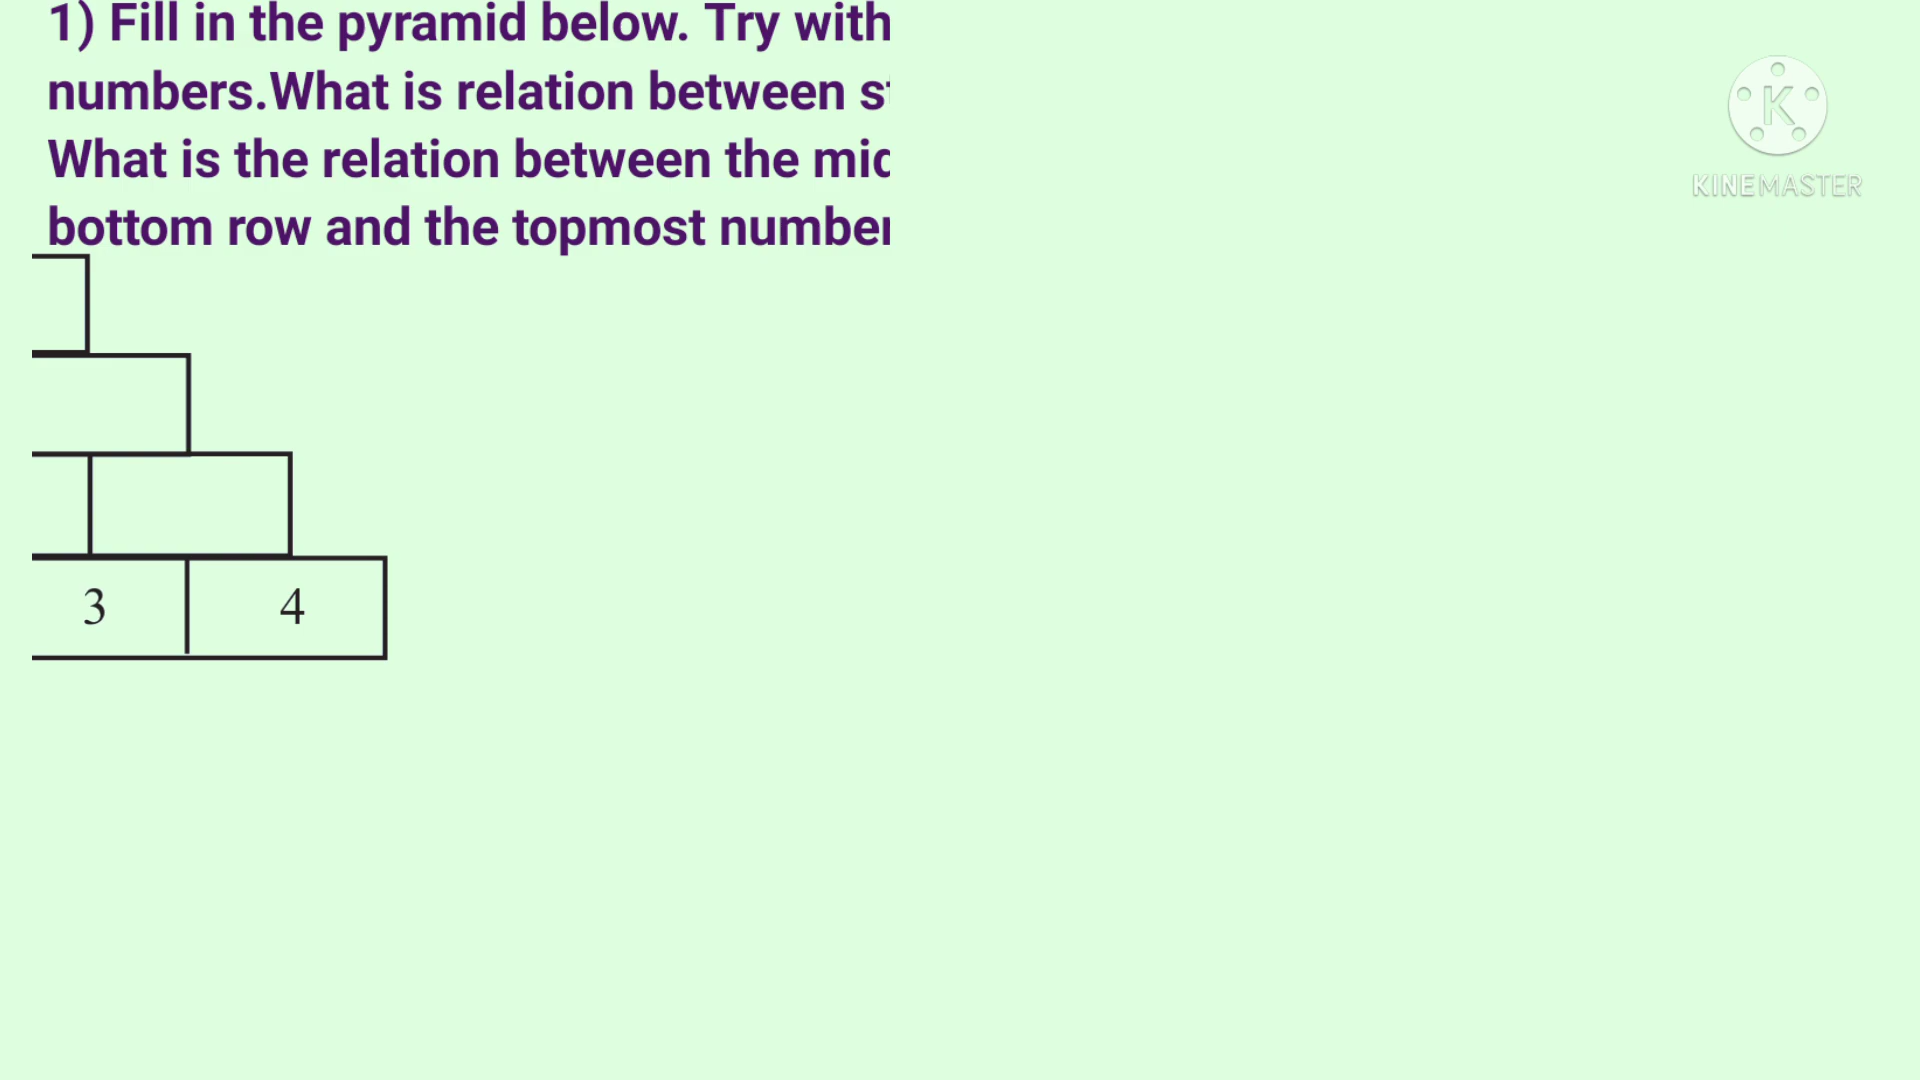 1) Fill in the pyramid below. Try with
numbers.What is relation between
What is the relation between the
bottom row and the topmost number
3 4
K
KINEMASTER